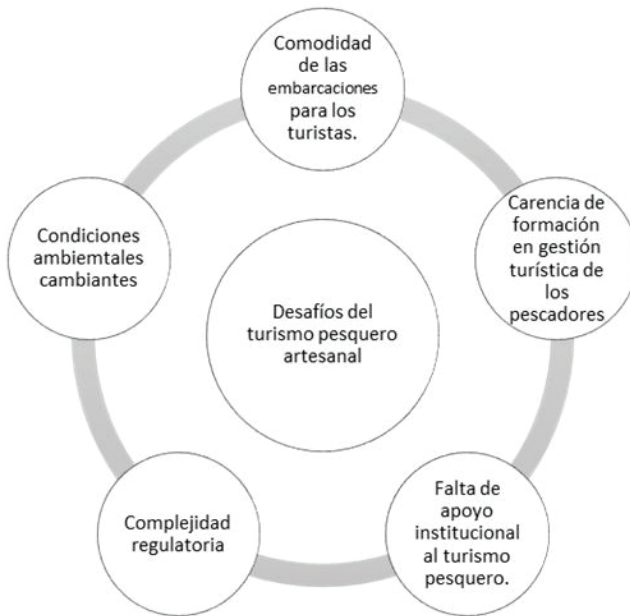 Comodidad
de las
embarcaciones
para los
turistas.
Carencia de
formación
en gestión
turística de
los
pescadores
Condiciones
ambiemtales
cambiantes
Desafíos del
turismo pesquero
artesanal
Complejidad
regulatoria
Falta de
apoyo
institucional
al turismo
pesquero.